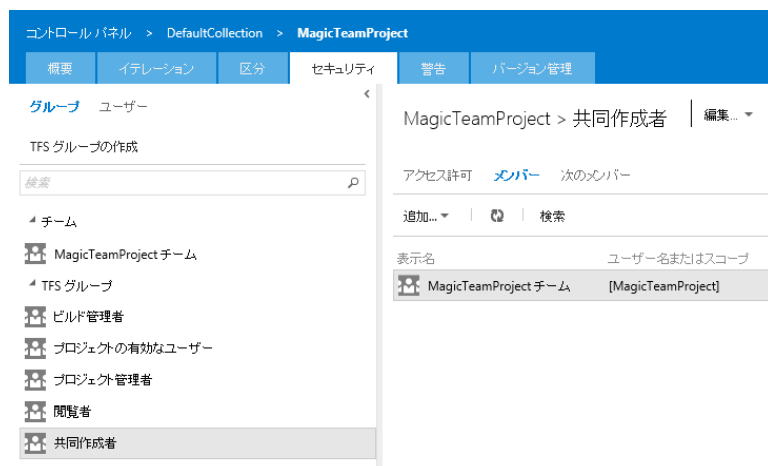 コントロール パネル > DefaultCollection > MagicTeamProject
概要 イテレーション 区分 セキュリティ 警告 バージョン管理
グループ ユーザー
TFS グループの作成
検索
チーム
MagicTeamProject チーム
TFS グループ
ビルド管理者
プロジェクトの有効なユーザー
プロジェクト管理者
閲覧者
共同作成者
MagicTeamProject > 共同作成者 編集...
アクセス許可 メンバー 次のメンバー
追加... 検索
表示名 ユーザー名またはスコープ
MagicTeamProject チーム [MagicTeamProject]